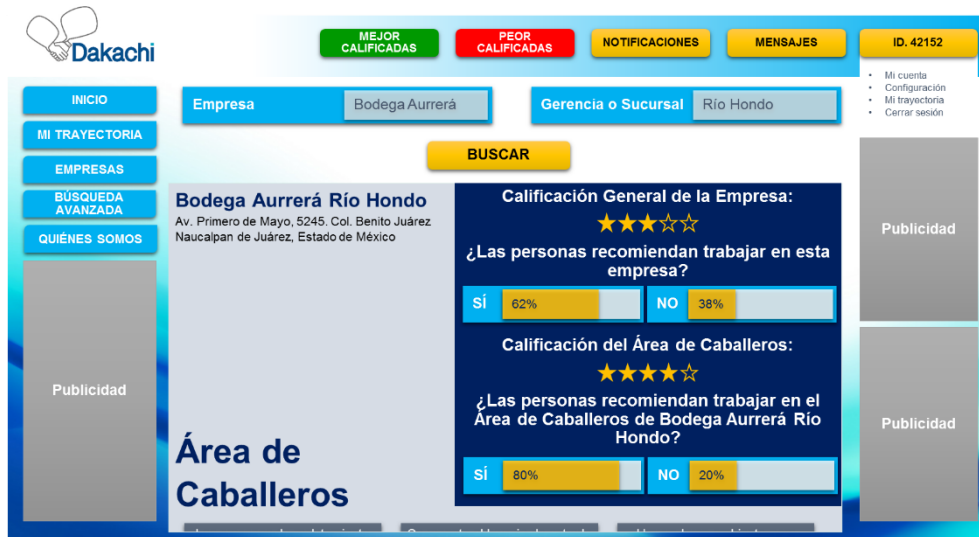 Dakachi
MEJOR
CALIFICADAS
PEOR
CALIFICADAS
NOTIFICACIONES
MENSAJES
ID. 42152
• Mi cuenta
• Configuración
• Mi trayectoria
• Cerrar sesión
INICIO
MI TRAYECTORIA
EMPRESAS
BÚSQUEDA
AVANZADA
QUIÉNES SOMOS
Publicidad
Empresa
Bodega Aurrerá
Gerencia o Sucursal
Río Hondo
BUSCAR
Bodega Aurrerá Río Hondo
Av. Primero de Mayo, 5245. Col. Benito Juárez
Naucalpan de Juárez, Estado de México
Área de
Caballeros
Calificación General de la Empresa:
¿Las personas recomiendan trabajar en esta
empresa?
SÍ
62%
NO
38%
Calificación del Área de Caballeros:
¿Las personas recomiendan trabajar en el
Área de Caballeros de Bodega Aurrerá Río
Hondo?
SÍ
80%
NO
20%
Publicidad
Publicidad